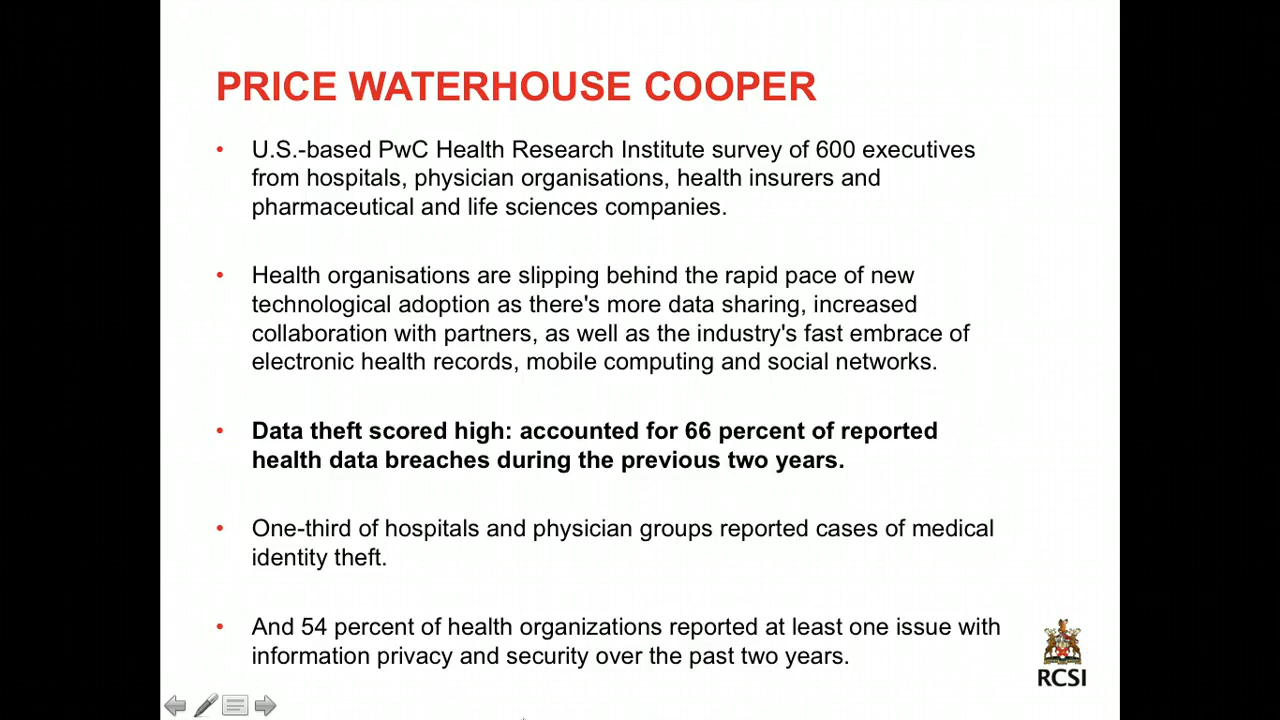 PRICE WATERHOUSE COOPER
• U.S.-based PwC Health Research Institute survey of 600 executives
from hospitals, physician organisations, health insurers and
pharmaceutical and life sciences companies.
• Health organisations are slipping behind the rapid pace of new
technological adoption as there's more data sharing, increased
collaboration with partners, as well as the industry's fast embrace of
electronic health records, mobile computing and social networks.
• Data theft scored high: accounted for 66 percent of reported
health data breaches during the previous two years.
• One-third of hospitals and physician groups reported cases of medical
identity theft.
• And 54 percent of health organizations reported at least one issue with
information privacy and security over the past two years.
RCSI